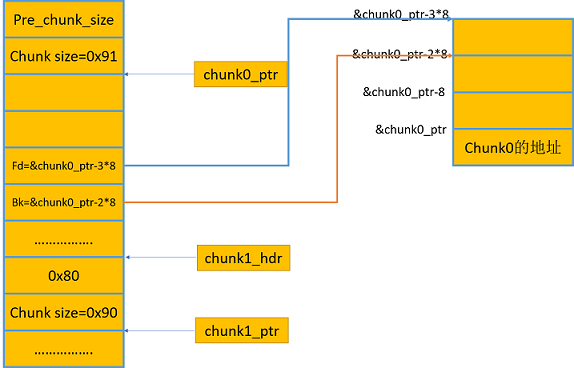 Pre_chunk_size
Chunk size=0x91
Fd=&chunk0_ptr-3*8
Bk=&chunk0_ptr-2*8
…………….
0x80
Chunk size=0x90
…………….
chunk0_ptr
chunk1_hdr
chunk1_ptr
&chunk0_ptr-3*8
&chunk0_ptr-2*8
&chunk0_ptr-8
&chunk0_ptr
Chunk0的地址